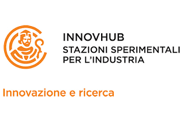 INNOVHUB
STAZIONI SPERIMENTALI
PER L'INDUSTRIA
Innovazione e ricerca